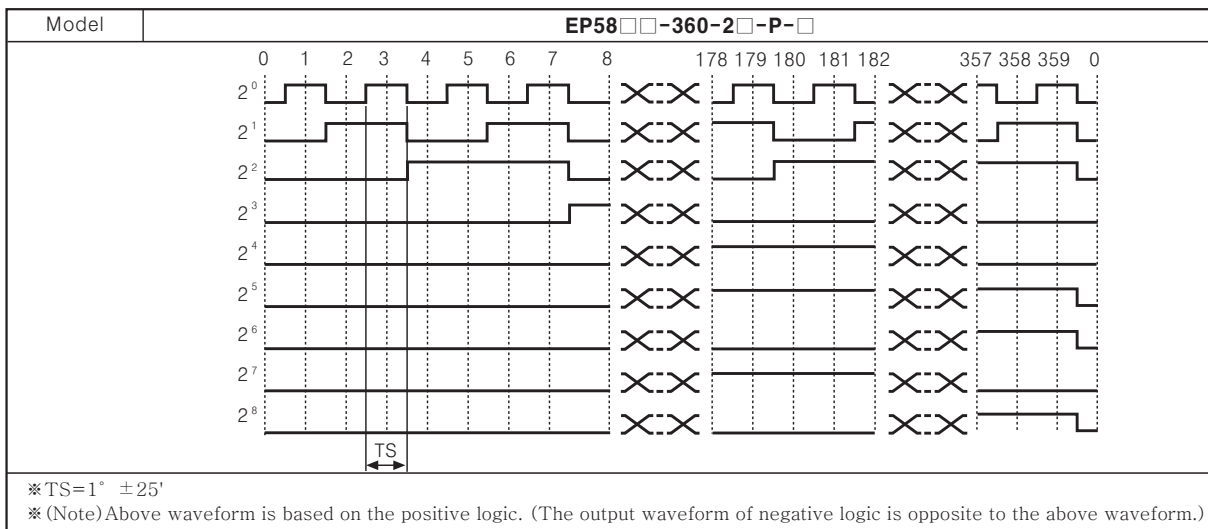 Model EP58□□-360-2□-P-□
0 1 2 3 4 5 6 7 8 178 179 180 181 182 357 358 359 0
2⁰
2¹
2²
2³
2⁴
2⁵
2⁶
2⁷
2⁸
TS
※TS=1° ±25'
※(Note)Above waveform is based on the positive logic. (The output waveform of negative logic is opposite to the above waveform.)